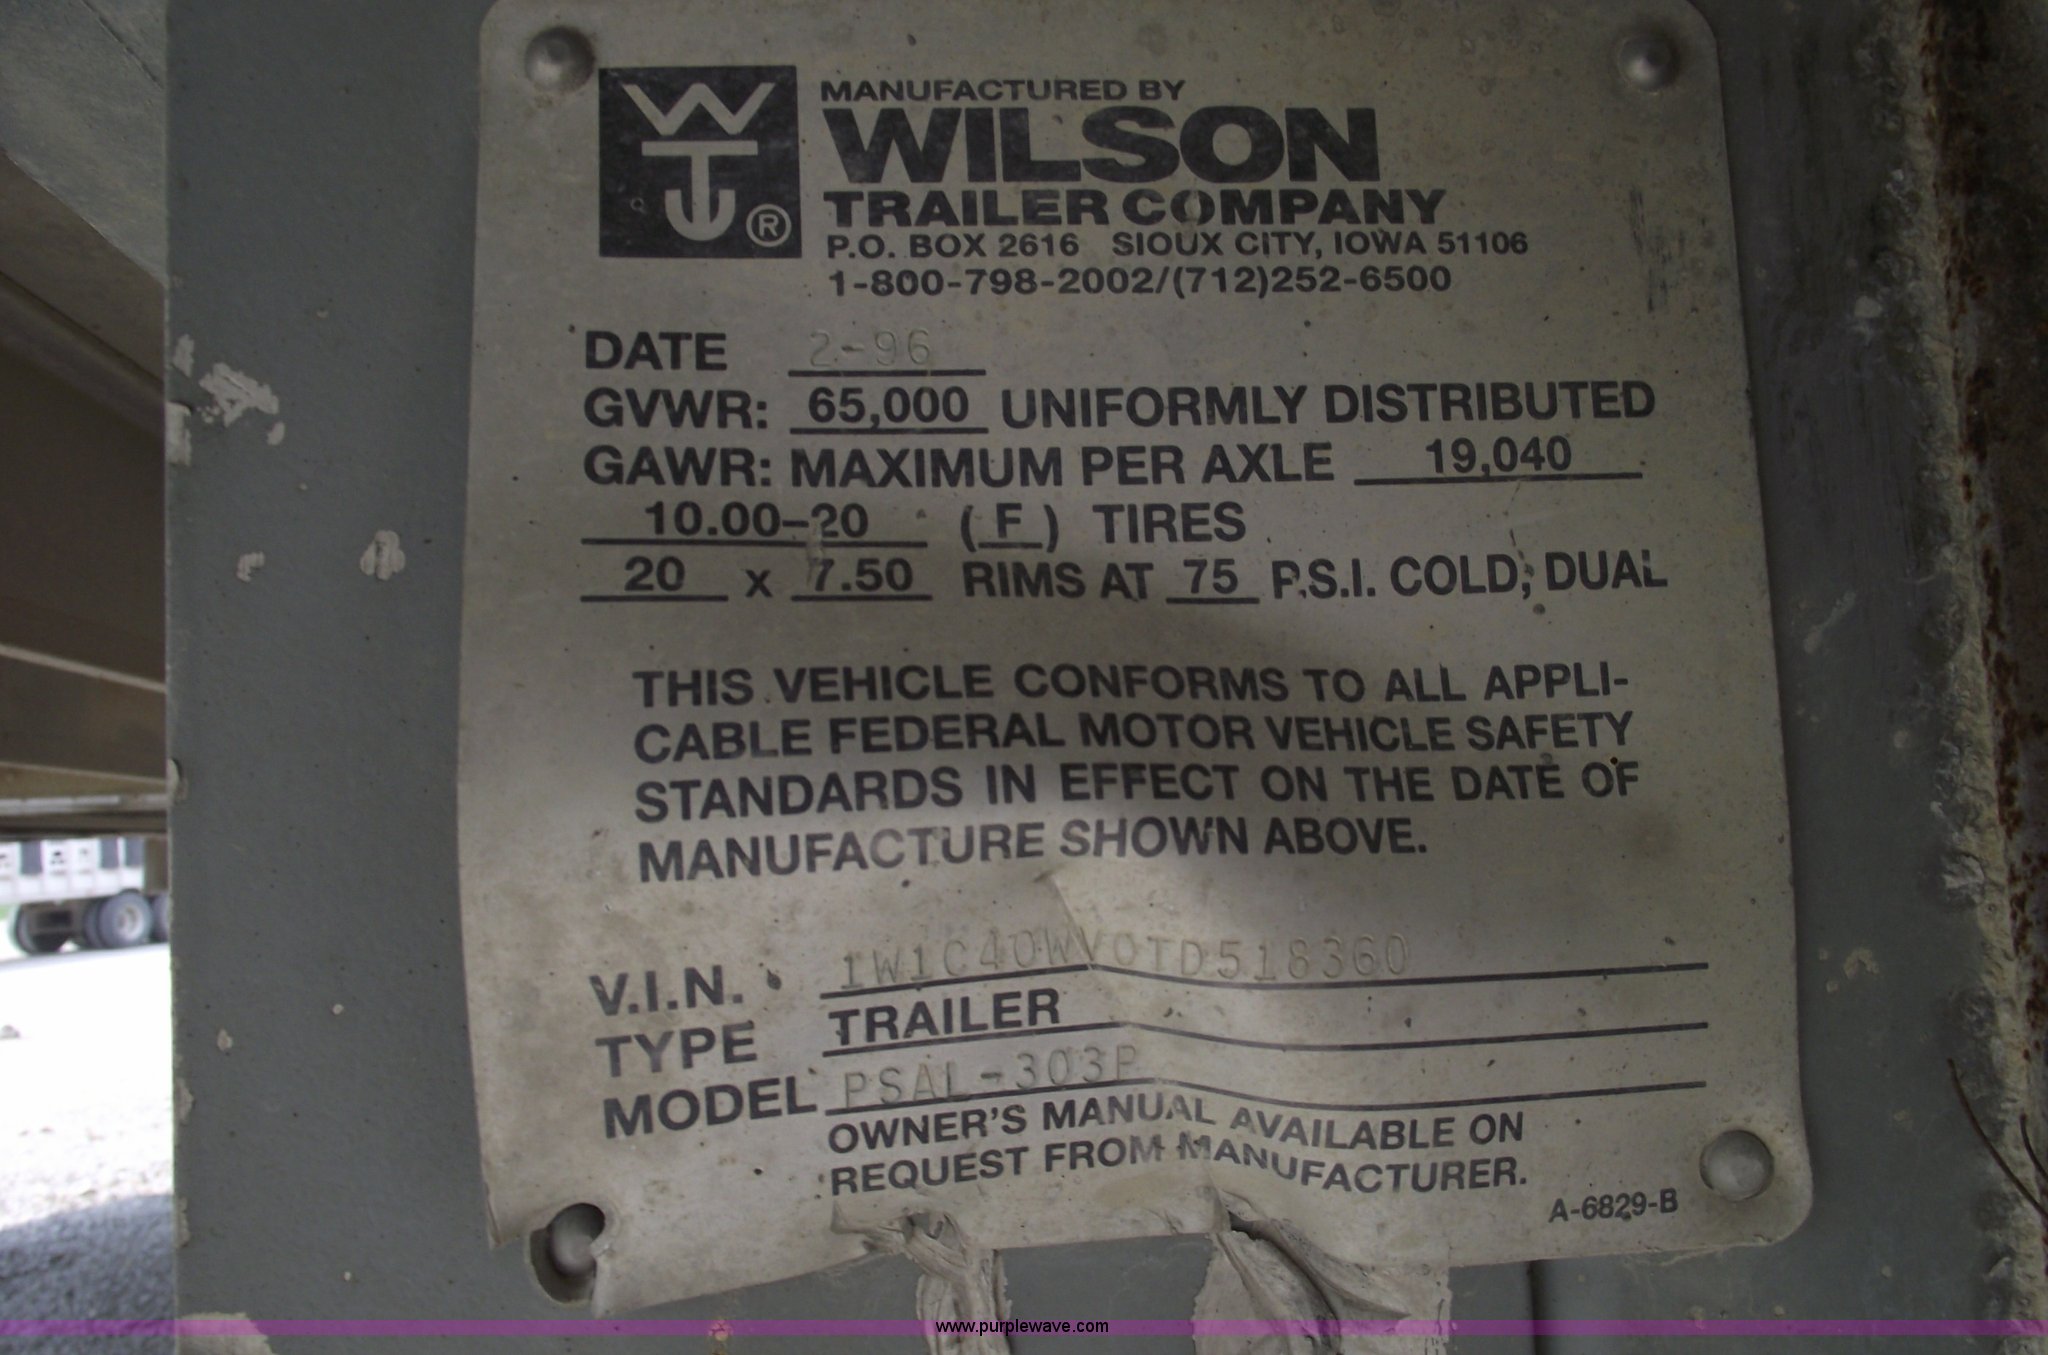 WT
®
MANUFACTURED BY
WILSON
TRAILER COMPANY
P.O. BOX 2616 SIOUX CITY, IOWA 51106
1-800-798-2002/(712)252-6500
DATE 2-96
GVWR: 65,000 UNIFORMLY DISTRIBUTED
GAWR: MAXIMUM PER AXLE 19,040
10.00-20 (F) TIRES
20 x 7.50 RIMS AT 75 P.S.I. COLD, DUAL
THIS VEHICLE CONFORMS TO ALL APPLI-
CABLE FEDERAL MOTOR VEHICLE SAFETY
STANDARDS IN EFFECT ON THE DATE OF
MANUFACTURE SHOWN ABOVE.
V.I.N. 1W1C40WV0TD518360
TYPE TRAILER
MODEL PSAL-303P
OWNER'S MANUAL AVAILABLE ON
REQUEST FROM MANUFACTURER.
A-6829-B
www.purplewave.com